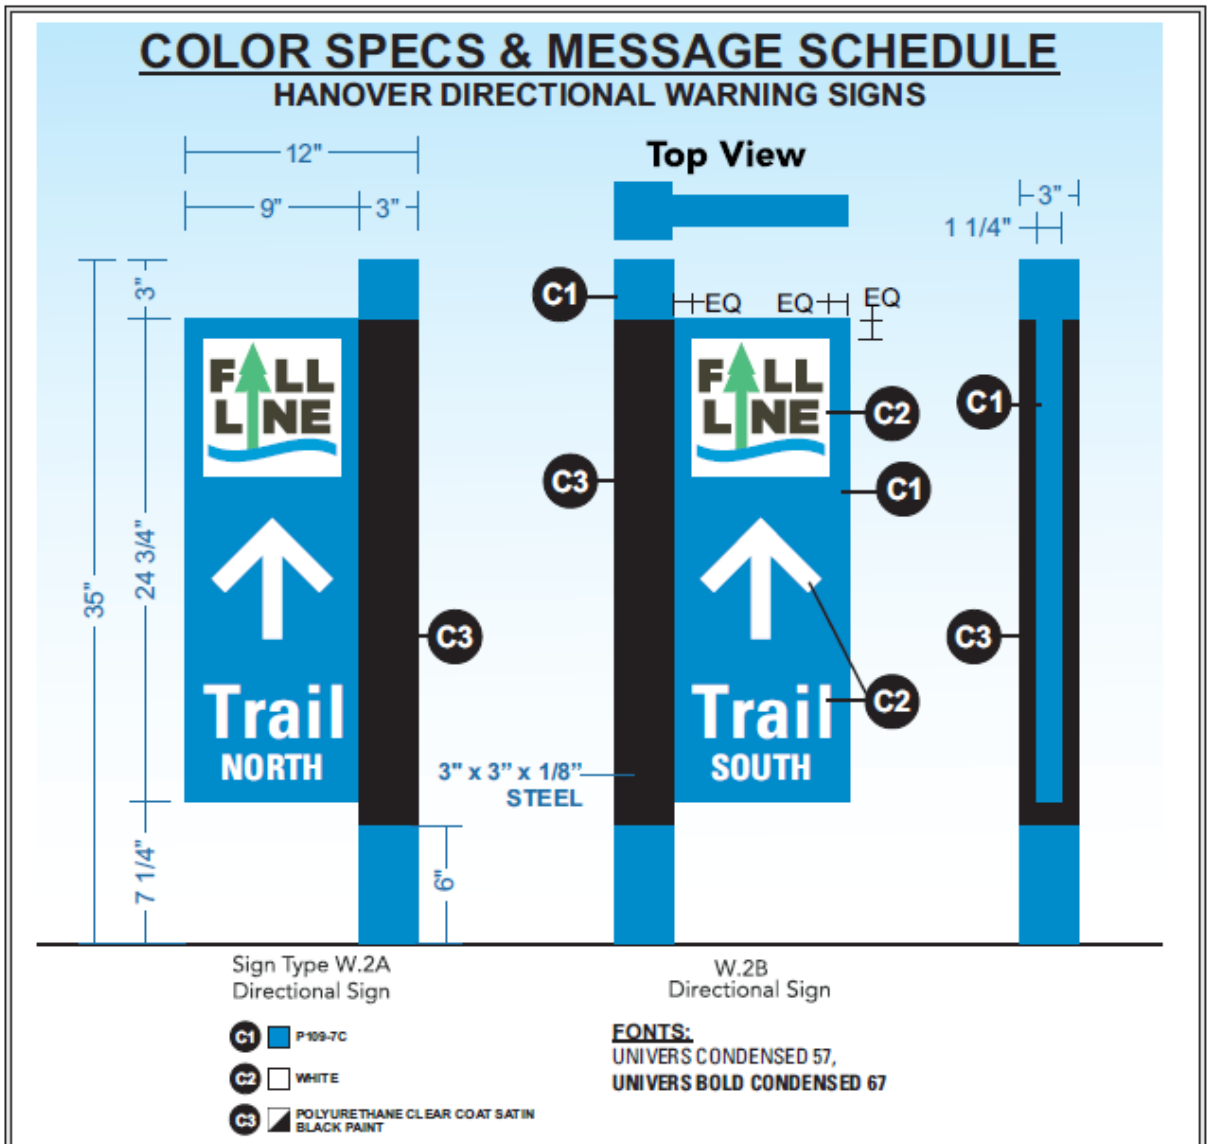 COLOR SPECS & MESSAGE SCHEDULE
HANOVER DIRECTIONAL WARNING SIGNS
12"
9"
3"
Top View
3"
1 1/4"
3"
24 3/4"
35"
7 1/4"
6"
FALL
LINE
Trail
NORTH
C3
C1
EQ
EQ
EQ
FALL
LINE
C2
C1
C3
Trail
SOUTH
C2
3" x 3” x 1/8”
STEEL
C1
C3
Sign Type W.2A
Directional Sign
W.2B
Directional Sign
C1 P109-7C
C2 WHITE
C3 POLYURETHANE CLEAR COAT SATIN
BLACK PAINT
FONTS:
UNIVERS CONDENSED 57,
UNIVERS BOLD CONDENSED 67